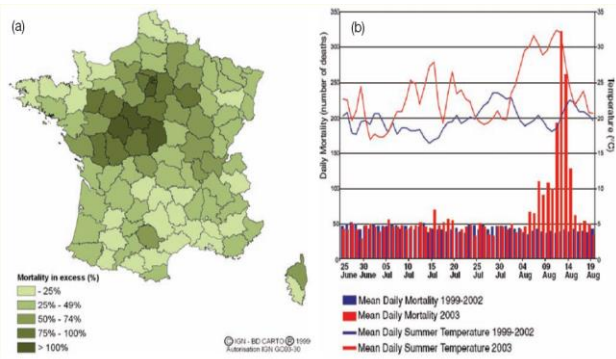 (a)
Mortality in excess (%)
- 25%
25% - 49%
50% - 74%
75% - 100%
> 100%
© IGN - BD CARTO ® 1999
Autorisation IGN GC03-30
(b)
Daily Mortality (number of deaths)
350
300
250
200
150
100
50
0
35
30
25
20
15
10
5
0
Temperature (°C)
25 30 05 10 15 20 25 30 04 09 14 19
June June Jul Jul Jul Jul Jul Jul Aug Aug Aug Aug
Mean Daily Mortality 1999-2002
Mean Daily Mortality 2003
Mean Daily Summer Temperature 1999-2002
Mean Daily Summer Temperature 2003